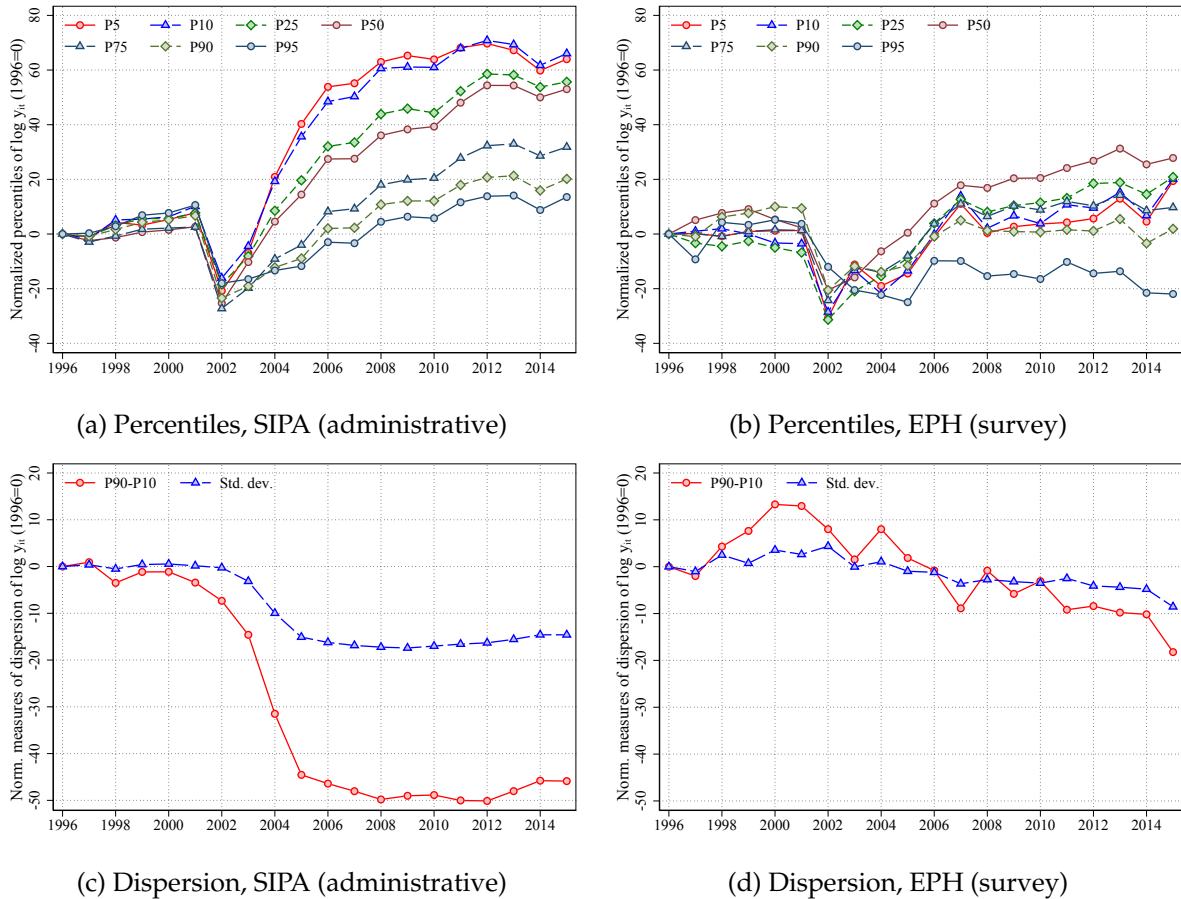 P5 P10 P25 P50
P75 P90 P95
Normalized percentiles of log y_it (1996=0)
80
60
40
20
0
-20
-40
1996 1998 2000 2002 2004 2006 2008 2010 2012 2014
(a) Percentiles, SIPA (administrative)
P5 P10 P25 P50
P75 P90 P95
Normalized percentiles of log y_it (1996=0)
80
60
40
20
0
-20
-40
1996 1998 2000 2002 2004 2006 2008 2010 2012 2014
(b) Percentiles, EPH (survey)
P90-P10 Std. dev.
Norm. measures of dispersion of log y_it (1996=0)
20
10
0
-10
-20
-30
-40
-50
1996 1998 2000 2002 2004 2006 2008 2010 2012 2014
(c) Dispersion, SIPA (administrative)
P90-P10 Std. dev.
Norm. measures of dispersion of log y_it (1996=0)
20
10
0
-10
-20
-30
-40
-50
1996 1998 2000 2002 2004 2006 2008 2010 2012 2014
(d) Dispersion, EPH (survey)